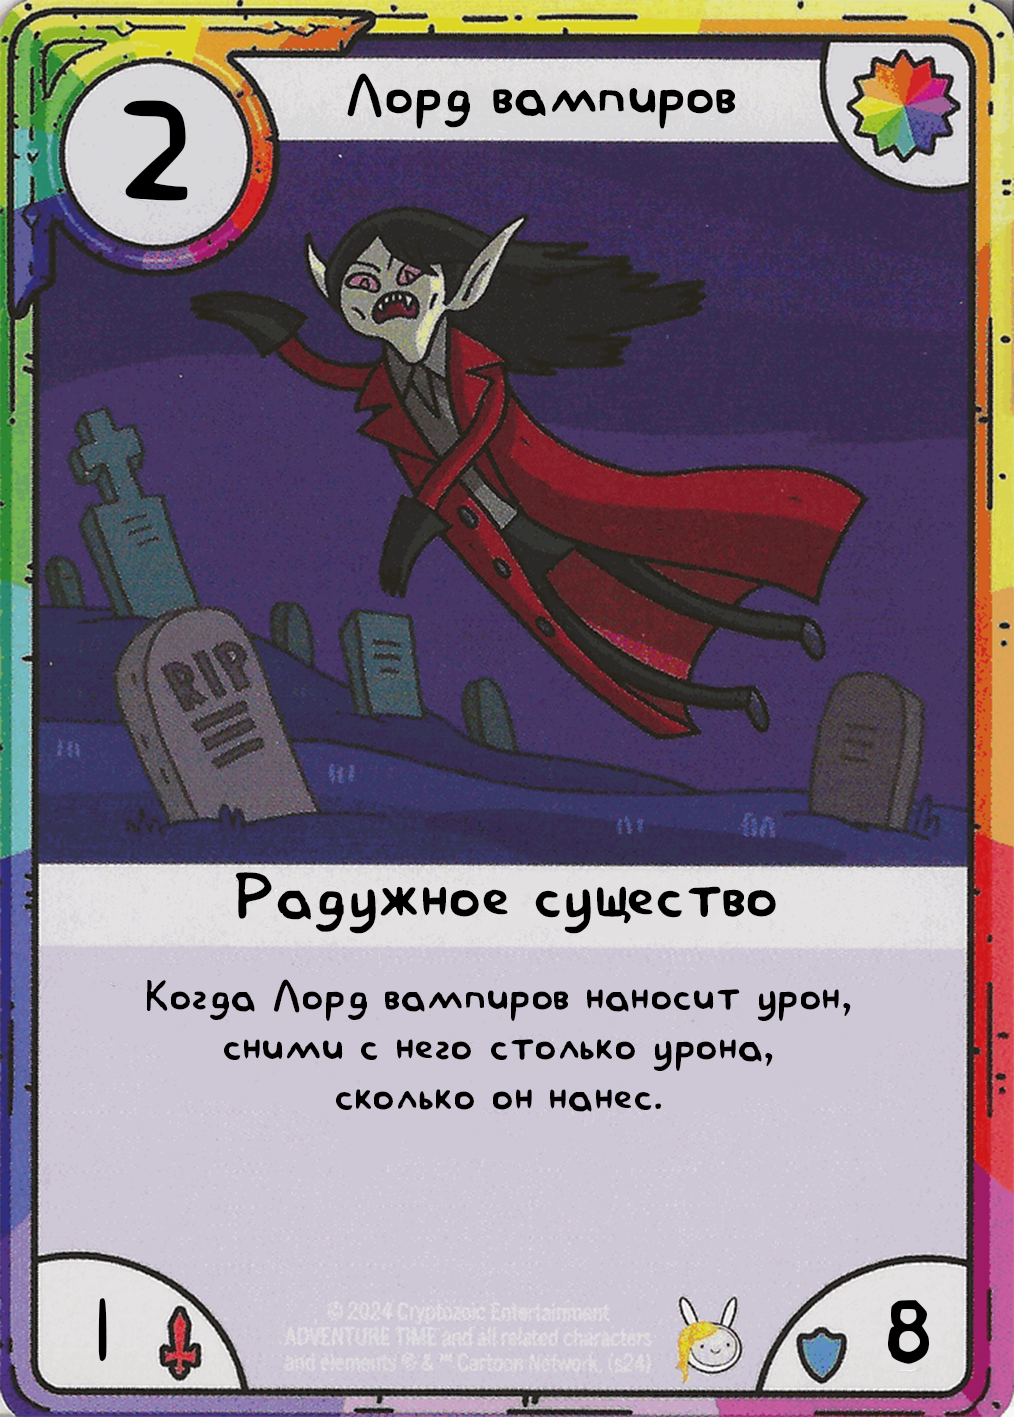 2
Лорд вампиров
RIP
Радужное существо
Когда Лорд вампиров наносит урон,
сними с него столько урона,
сколько он нанес.
1
8
© 2024 Cryptozoic Entertainment
ADVENTURE TIME and all related characters
and elements © & ™ Cartoon Network. (s24)